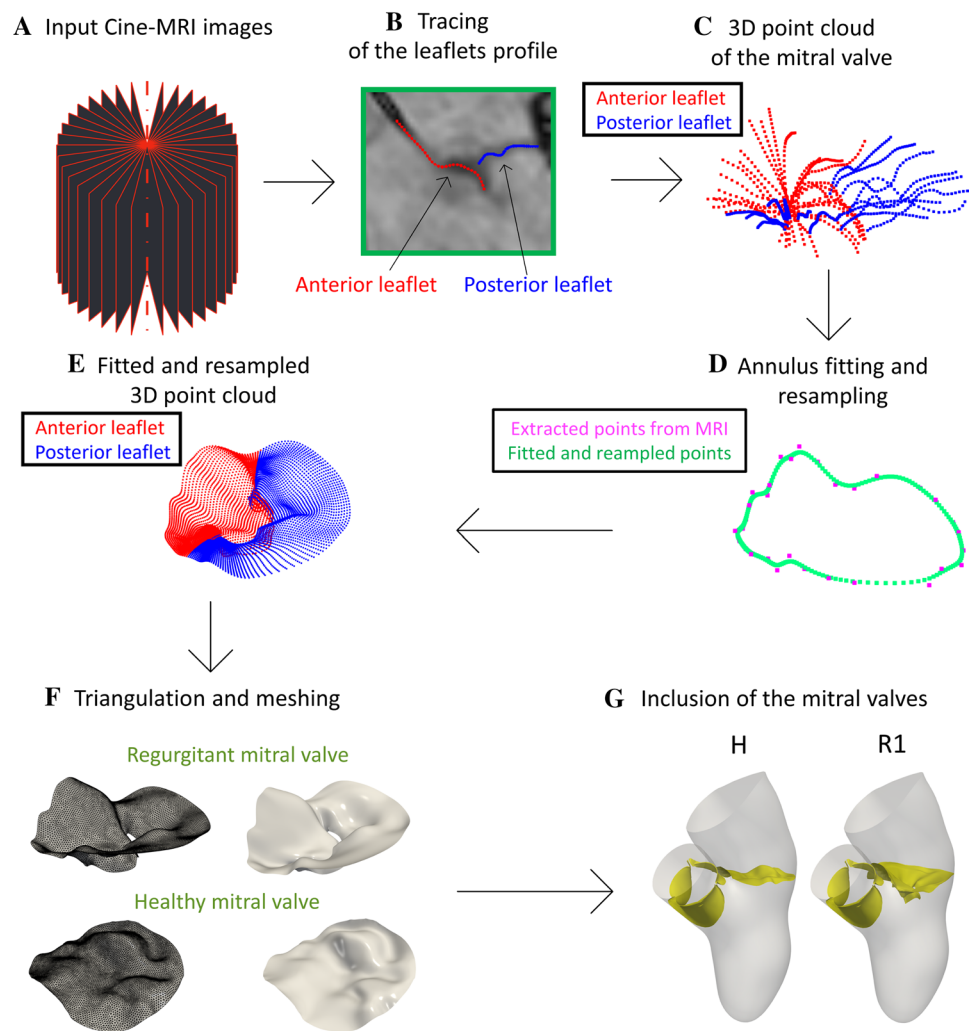 A Input Cine-MRI images
B Tracing
of the leaflets profile
Anterior leaflet
Posterior leaflet
C 3D point cloud
of the mitral valve
Anterior leaflet
Posterior leaflet
D Annulus fitting and
resampling
Extracted points from MRI
Fitted and reampled points
E Fitted and resampled
3D point cloud
Anterior leaflet
Posterior leaflet
F Triangulation and meshing
Regurgitant mitral valve
Healthy mitral valve
G Inclusion of the mitral valves
H
R1